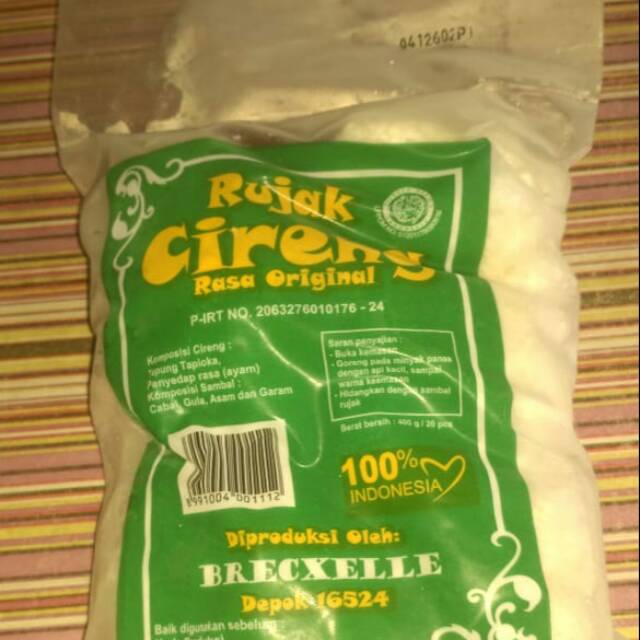 Rujak
Cireng
Rasa Original
P-IRT NO. 2063276010176 - 24
Komposisi Cireng :
Tepung Tapioka,
Penyedap rasa (ayam)
Komposisi Sambal :
Cabai, Gula, Asam dan Garam
Saran penyajian :
- Buka kemasan
- Goreng pada minyak panas
dengan api kecil, sampai
warna keemasan
- Hidangkan dengan sambal
rujak
Berat bersih : 400 g / 20 pcs
8991004001112
100%
INDONESIA
Diproduksi Oleh:
BRECXELLE
Depok 16524
Baik digunakan sebelum :